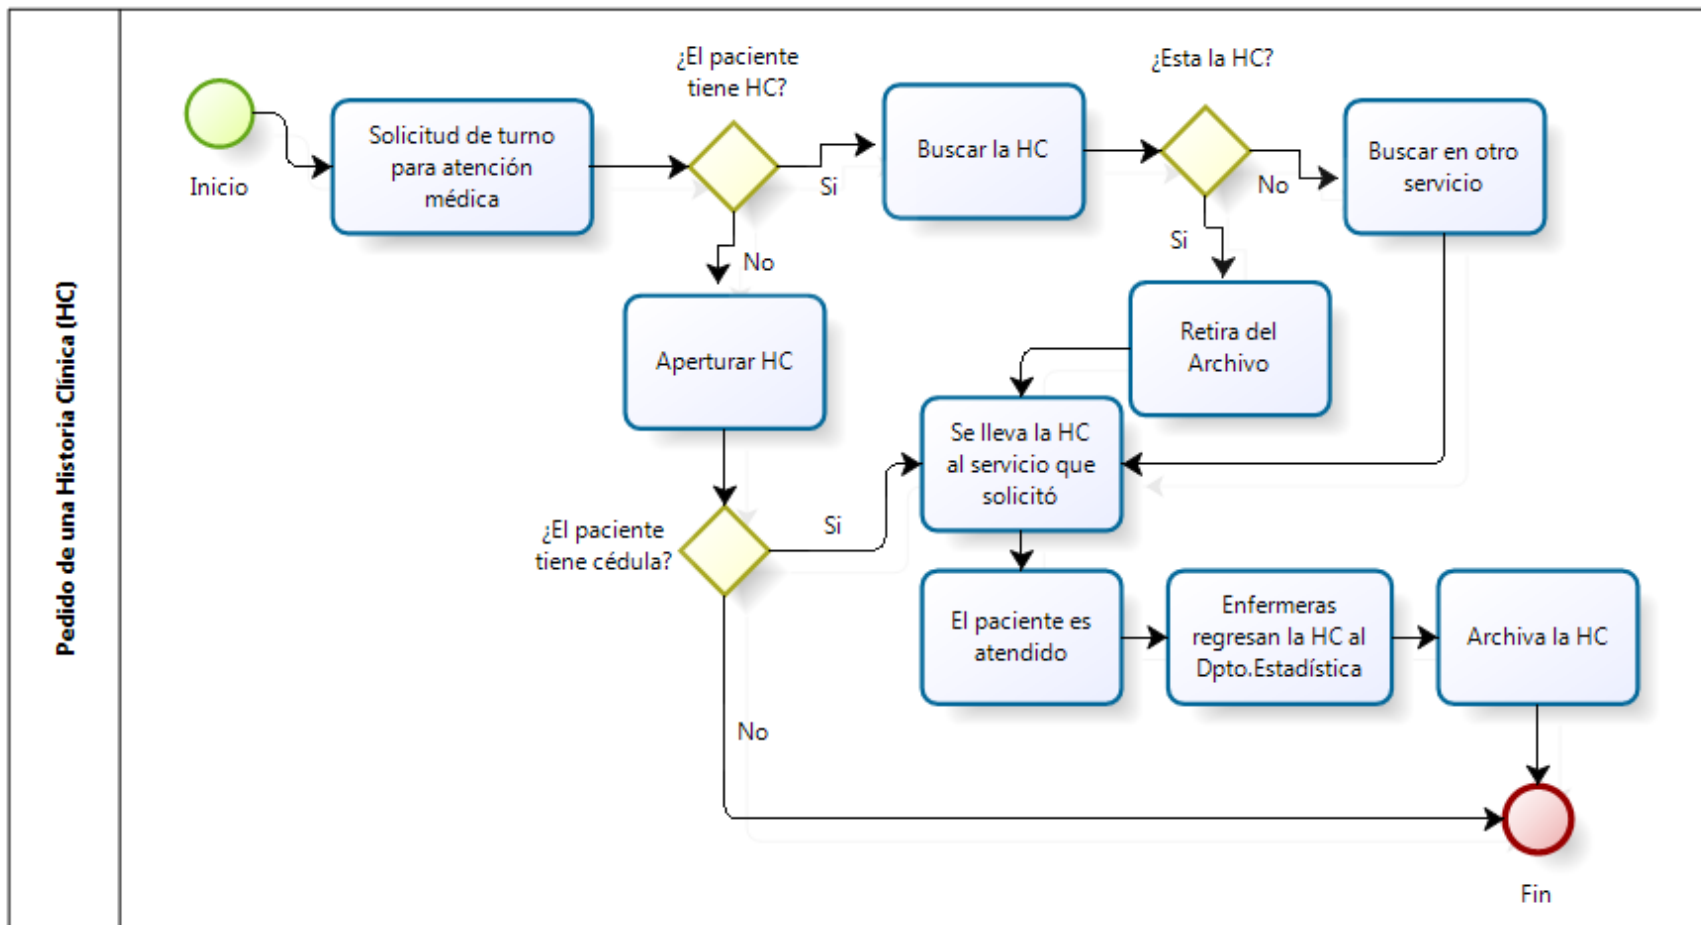 Pedido de una Historia Clínica (HC)
Inicio
Solicitud de turno
para atención
médica
¿El paciente
tiene HC?
Si
No
Buscar la HC
¿Esta la HC?
No
Si
Buscar en otro
servicio
Retira del
Archivo
Aperturar HC
¿El paciente
tiene cédula?
Si
No
Se lleva la HC
al servicio que
solicitó
El paciente es
atendido
Enfermeras
regresan la HC al
Dpto.Estadística
Archiva la HC
Fin